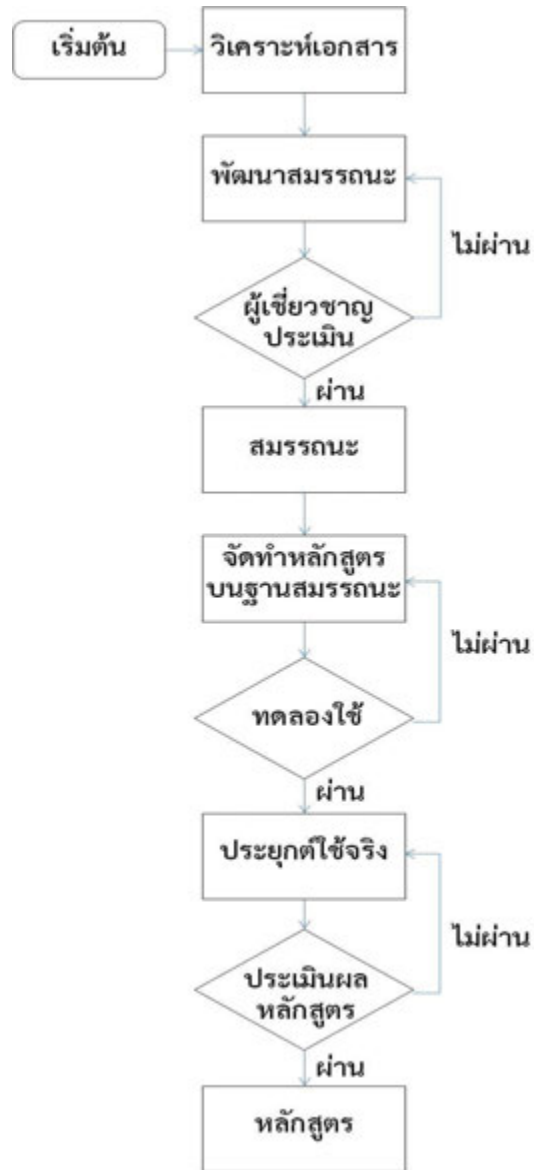 เริ่มต้น
วิเคราะห์เอกสาร
พัฒนาสมรรถนะ
ไม่ผ่าน
ผู้เชี่ยวชาญ
ประเมิน
ผ่าน
สมรรถนะ
จัดทำหลักสูตร
บนฐานสมรรถนะ
ไม่ผ่าน
ทดลองใช้
ผ่าน
ประยุกต์ใช้จริง
ไม่ผ่าน
ประเมินผล
หลักสูตร
ผ่าน
หลักสูตร